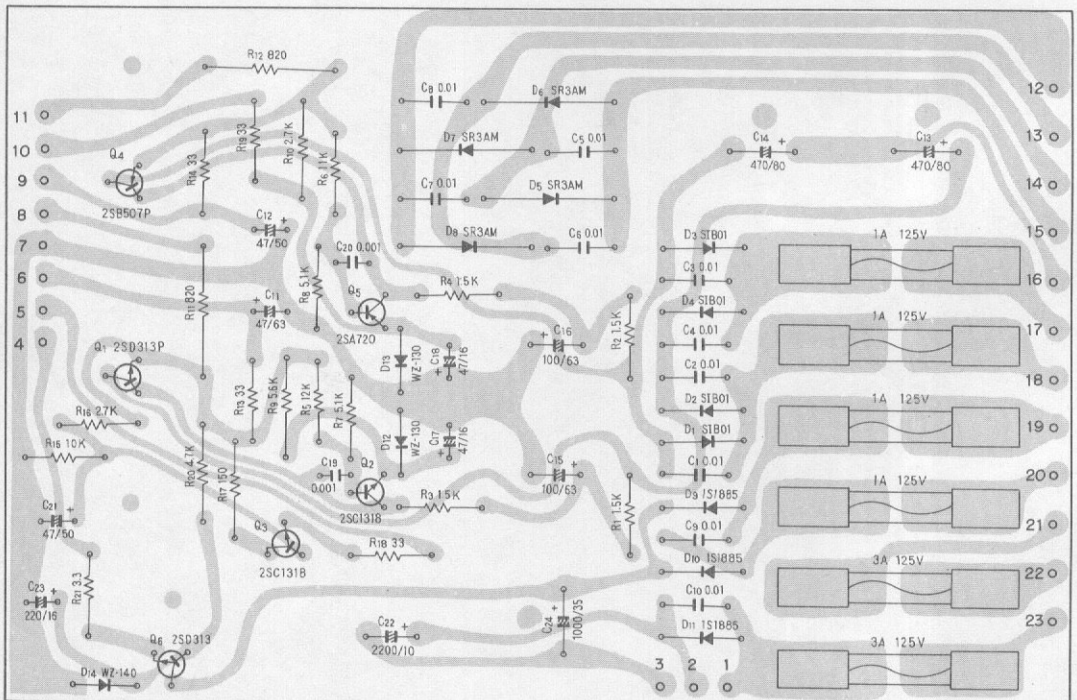 R12 820
C8 0.01
D6 SR3AM
12
11
R19 33
R10 2.7K
D7 SR3AM
C5 0.01
C14
470/80
C13
470/80
13
10
Q4
R14 33
R6 11K
9
2SB507P
C7 0.01
D5 SR3AM
14
8
C12
47/50
D8 SR3AM
C6 0.01
D3 SIB01
1A 125V
15
7
C20 0.001
R8 5.1K
C3 0.01
16
6
R11 820
C11
47/63
Q5
2SA720
R4 1.5K
D4 SIB01
5
C16
100/63
R2 1.5K
1A 125V
17
4
Q1 2SD313P
D13 WZ-130
C18 47/16
C4 0.01
C2 0.01
18
R13 33
R9 5.6K
R5 12K
R7 5.1K
D2 SIB01
1A 125V
R16 2.7K
D12 WZ-130
C17 47/16
D1 SIB01
19
R15 10K
R20 4.7K
R17 150
C19
0.001
Q2
2SC1318
C15
100/63
C1 0.01
1A 125V
20
R3 1.5K
R1 1.5K
D9 1S1885
C21
47/50
Q3
2SC1318
R18 33
C9 0.01
21
D10 1S1885
3A 125V
22
R21 3.3
C23
220/16
C24 1000/35
C10 0.01
23
Q6 2SD313
C22
2200/10
D11 1S1885
3A 125V
D14 WZ-140
3 2 1